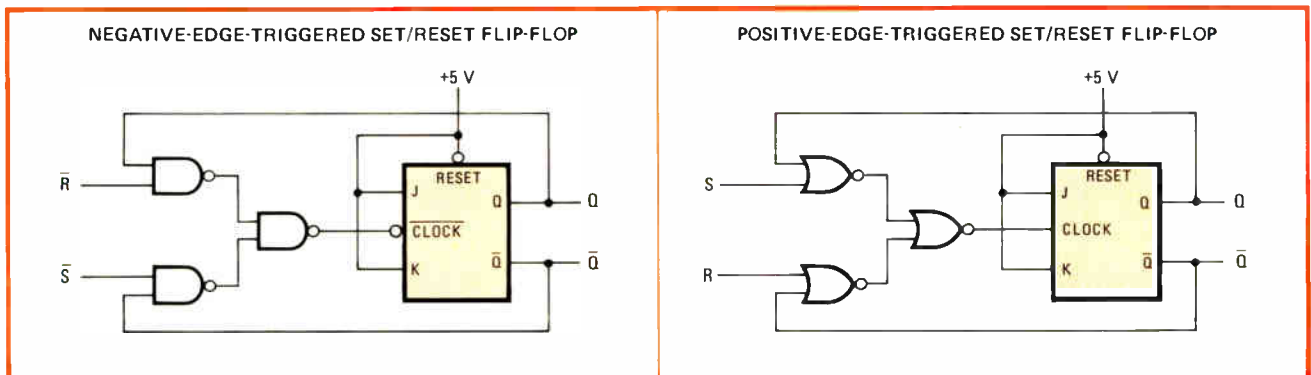 NEGATIVE-EDGE-TRIGGERED SET/RESET FLIP-FLOP
+5 V
R̅
S̅
RESET
J
C̅L̅O̅C̅K̅
K
Q
Q̅
Q
Q̅
POSITIVE-EDGE-TRIGGERED SET/RESET FLIP-FLOP
+5 V
S
R
RESET
J
CLOCK
K
Q
Q̅
Q
Q̅